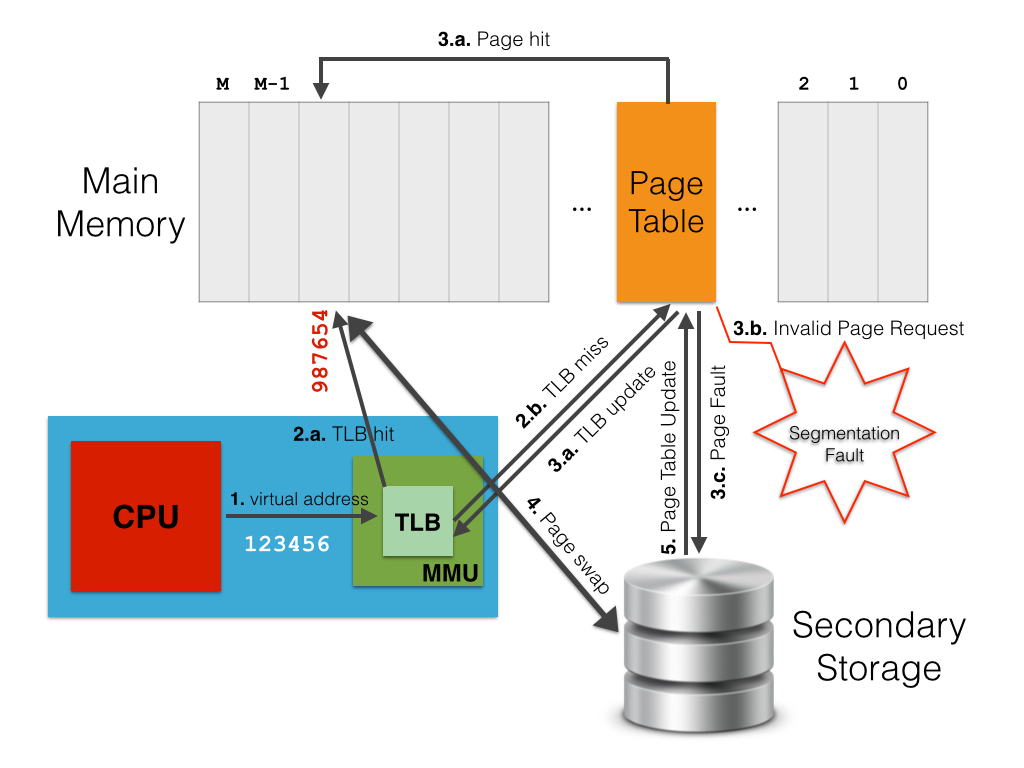 3.a. Page hit
M M-1
2 1 0
Main
Memory
...
Page
Table
...
987654
3.b. Invalid Page Request
2.b. TLB miss
3.a. TLB update
5. Page Table Update
3.c. Page Fault
Segmentation
Fault
2.a. TLB hit
1. virtual address
CPU
TLB
123456
MMU
4. Page swap
Secondary
Storage